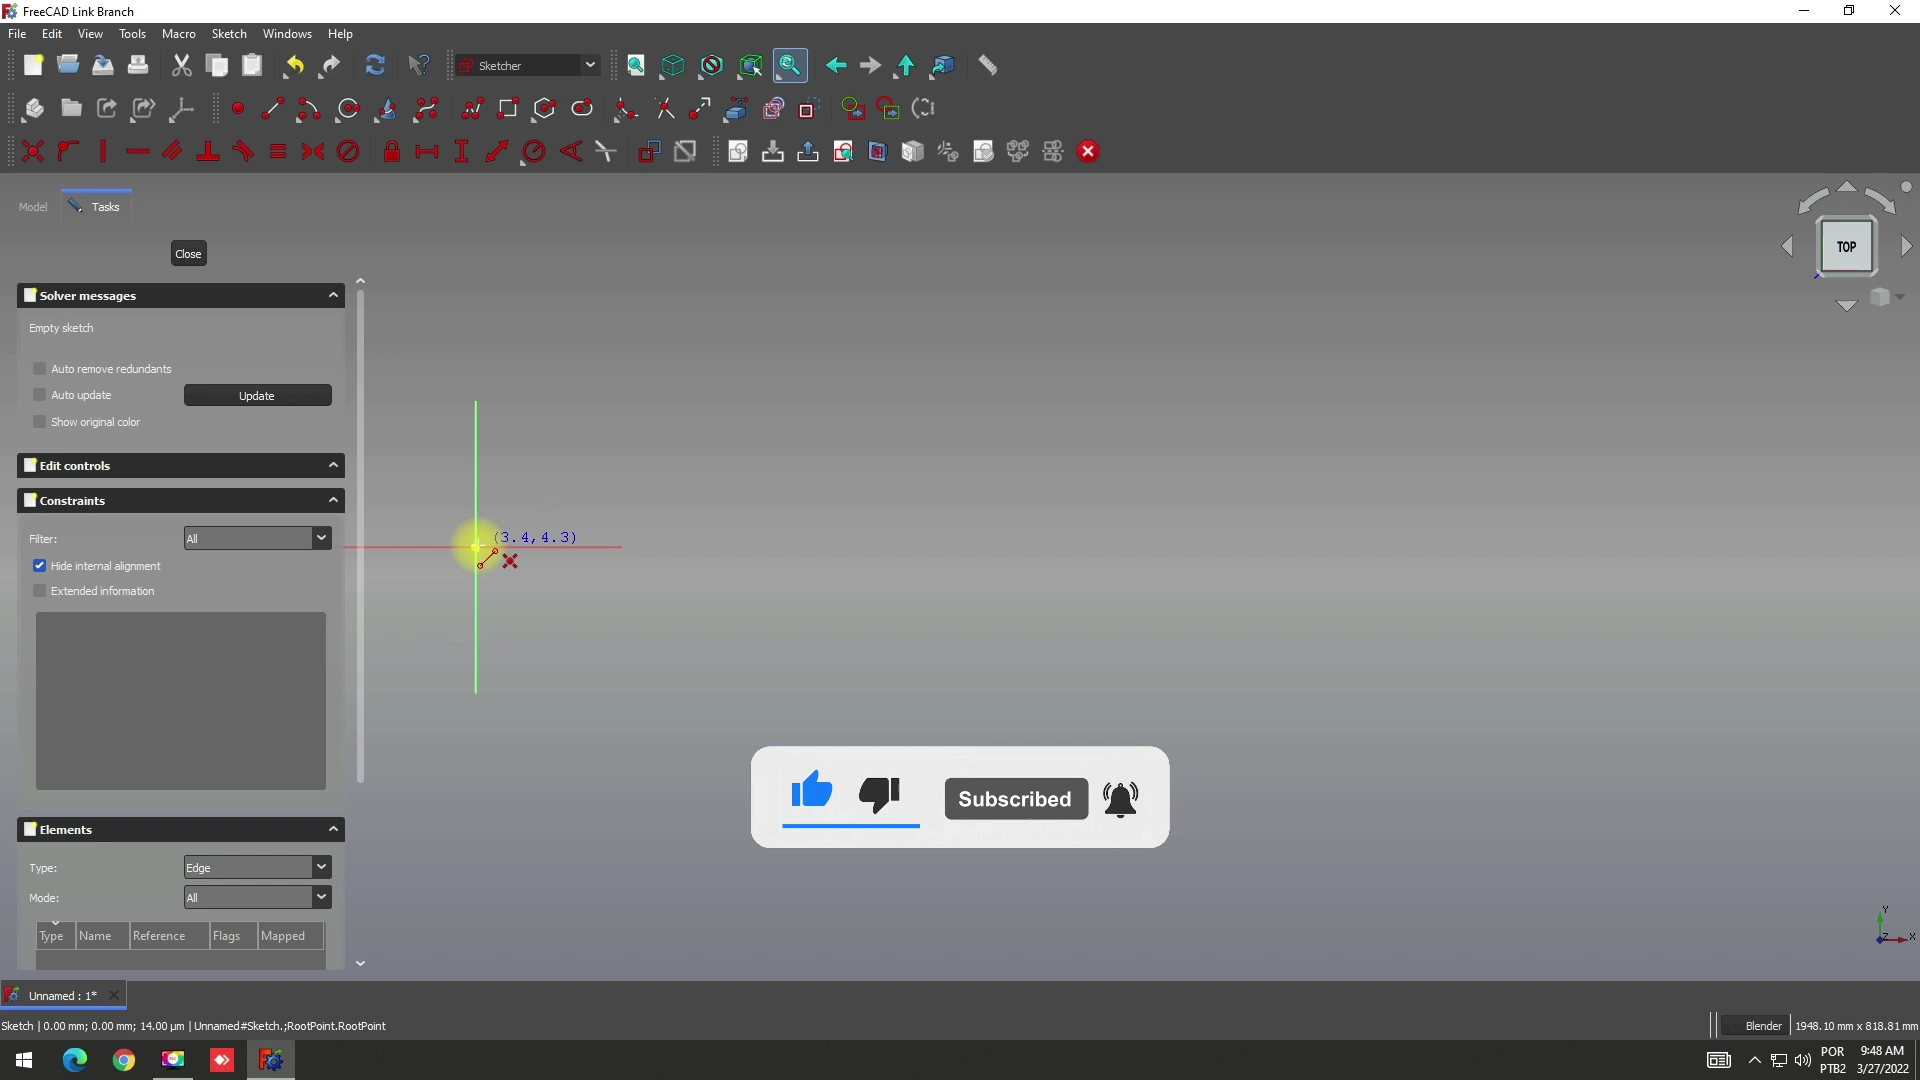 FreeCAD Link Branch
File Edit View Tools Macro Sketch Windows Help
Sketcher
Model Tasks
TOP
Close
Solver messages
Empty sketch
Auto remove redundants
Auto update Update
Show original color
Edit controls
Constraints
(3.4,4.3)
Filter: All
Hide internal alignment
Extended information
Subscribed
Elements
Type: Edge
Mode: All
Type Name Reference Flags Mapped
Y
Z X
Unnamed : 1*
Sketch | 0.00 mm; 0.00 mm; 14.00 µm | Unnamed#Sketch.;RootPoint.RootPoint
Blender 1948.10 mm x 818.81 mm
POR 9:48 AM
PTB2 3/27/2022